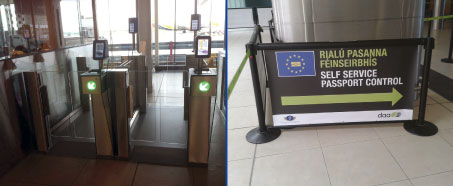 RIALÚ PASANNA
FÉINSEIRBHÍS
SELF SERVICE
PASSPORT CONTROL
daa